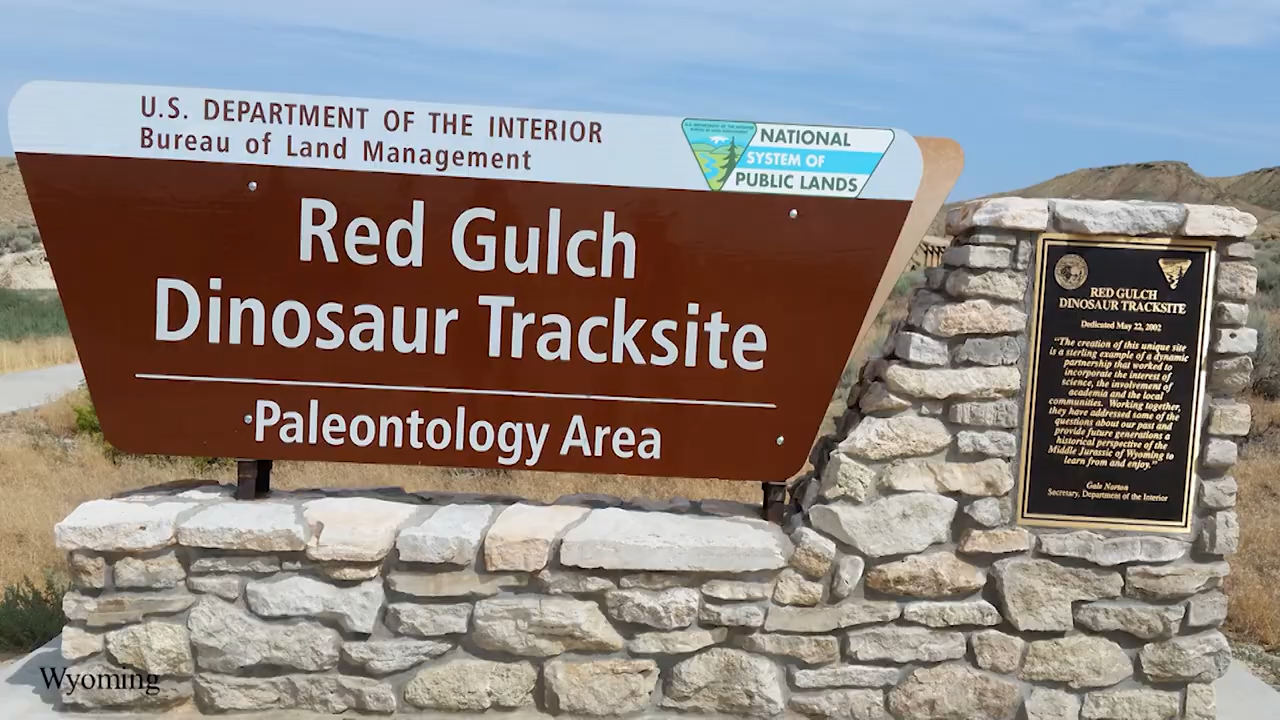 U.S. DEPARTMENT OF THE INTERIOR
Bureau of Land Management
NATIONAL
SYSTEM OF
PUBLIC LANDS
Red Gulch
Dinosaur Tracksite
Paleontology Area
RED GULCH
DINOSAUR TRACKSITE
Dedicated May 22, 2002
"The creation of this unique site
is a sterling example of a dynamic
partnership that worked to
incorporate the interest of
science, the involvement of
academia and the local
communities. Working together,
they have addressed some of the
questions about our past and
provide future generations a
historical perspective of the
Middle Jurassic of Wyoming to
learn from and enjoy."
Gale Norton
Secretary, Department of the Interior
Wyoming